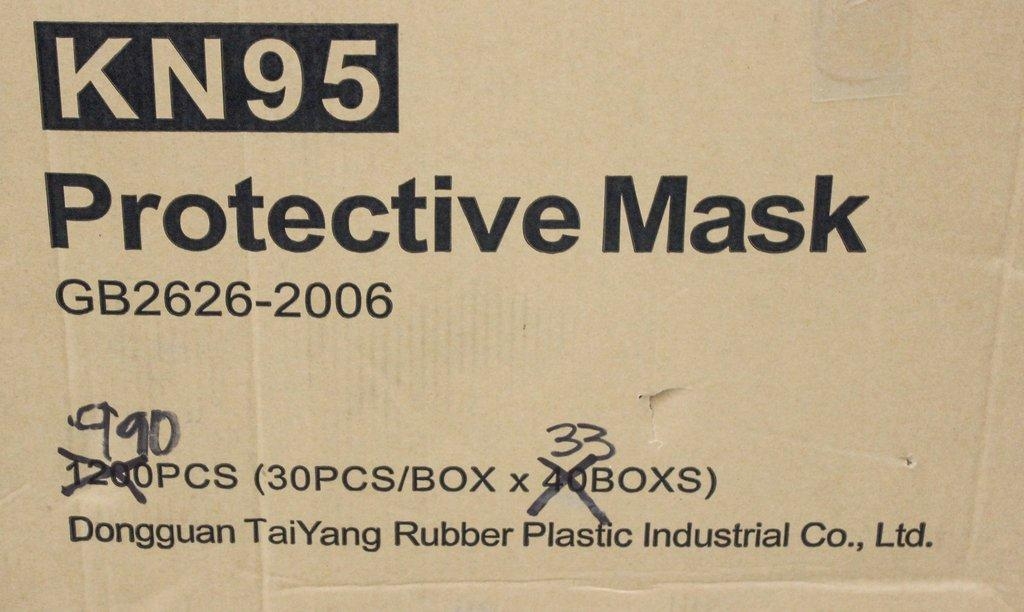 KN95
Protective Mask
GB2626-2006
990 33
1200PCS (30PCS/BOX x 40BOXS)
Dongguan TaiYang Rubber Plastic Industrial Co., Ltd.